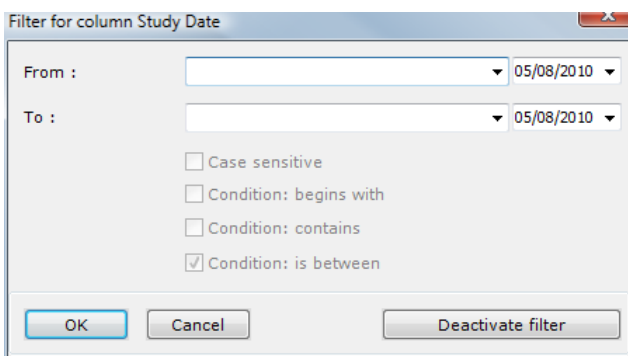 Filter for column Study Date
From : 05/08/2010
To : 05/08/2010
Case sensitive
Condition: begins with
Condition: contains
Condition: is between
OK Cancel Deactivate filter